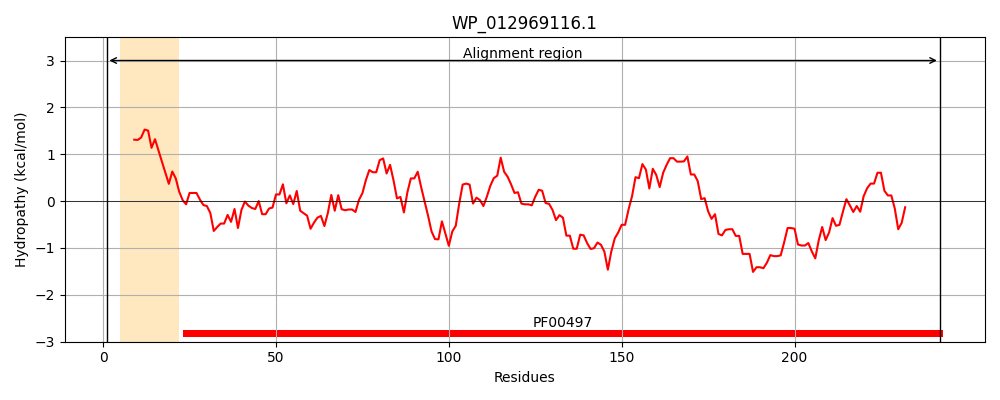 WP_012969116.1
Alignment region
3
2
1
0
−1
−2
−3
Hydropathy (kcal/mol)
PF00497
0 50 100 150 200
Residues